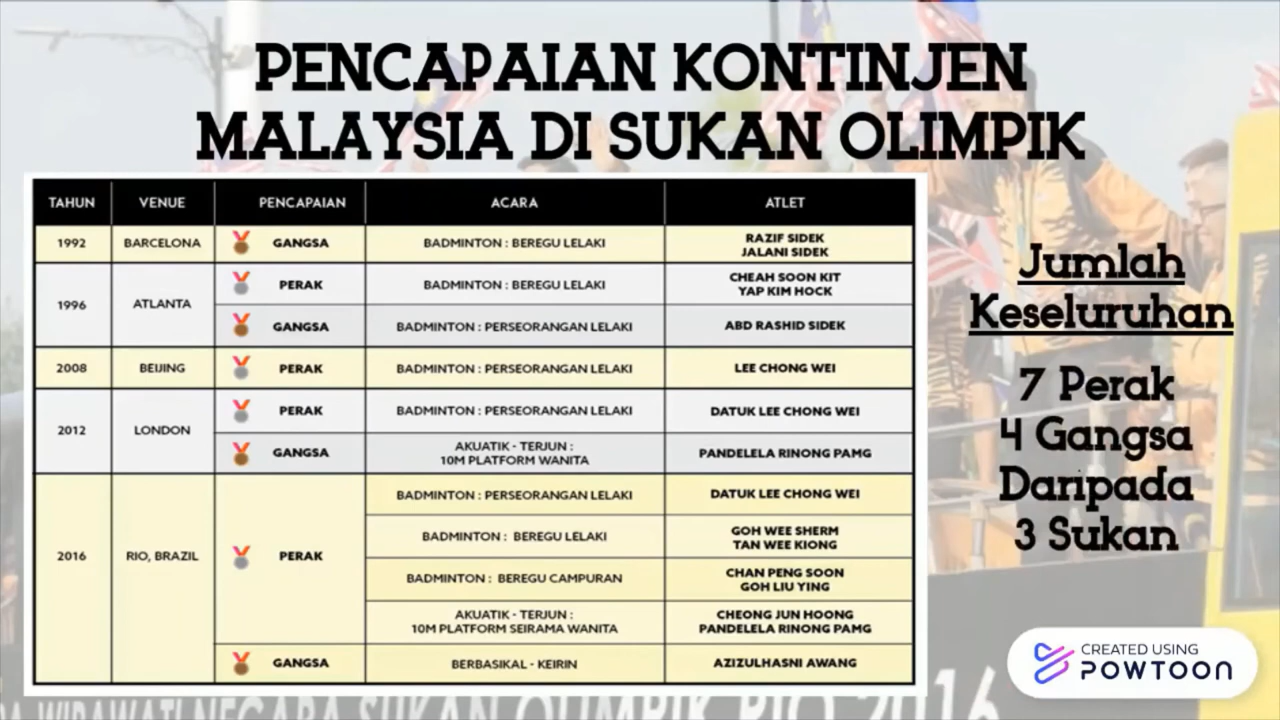 PENCAPAIAN KONTINJEN
MALAYSIA DI SUKAN OLIMPIK
TAHUN VENUE PENCAPAIAN ACARA ATLET
1992 BARCELONA GANGSA BADMINTON : BEREGU LELAKI RAZIF SIDEK
JALANI SIDEK
1996 ATLANTA PERAK BADMINTON : BEREGU LELAKI CHEAH SOON KIT
YAP KIM HOCK
GANGSA BADMINTON : PERSEORANGAN LELAKI ABD RASHID SIDEK
2008 BEIJING PERAK BADMINTON : PERSEORANGAN LELAKI LEE CHONG WEI
2012 LONDON PERAK BADMINTON : PERSEORANGAN LELAKI DATUK LEE CHONG WEI
GANGSA AKUATIK - TERJUN :
10M PLATFORM WANITA PANDELELA RINONG PAMG
2016 RIO, BRAZIL PERAK BADMINTON : PERSEORANGAN LELAKI DATUK LEE CHONG WEI
BADMINTON : BEREGU LELAKI GOH WEE SHERM
TAN WEE KIONG
BADMINTON : BEREGU CAMPURAN CHAN PENG SOON
GOH LIU YING
AKUATIK - TERJUN : CHEONG JUN HOONG
10M PLATFORM SEIRAMA WANITA PANDELELA RINONG PAMG
GANGSA BERBASIKAL - KEIRIN AZIZULHASNI AWANG
Jumlah
Keseluruhan
7 Perak
4 Gangsa
Daripada
3 Sukan
CREATED USING
POWTOON
WIRAWATI NEGARA SUKAN OLIMPIK RIO 2016